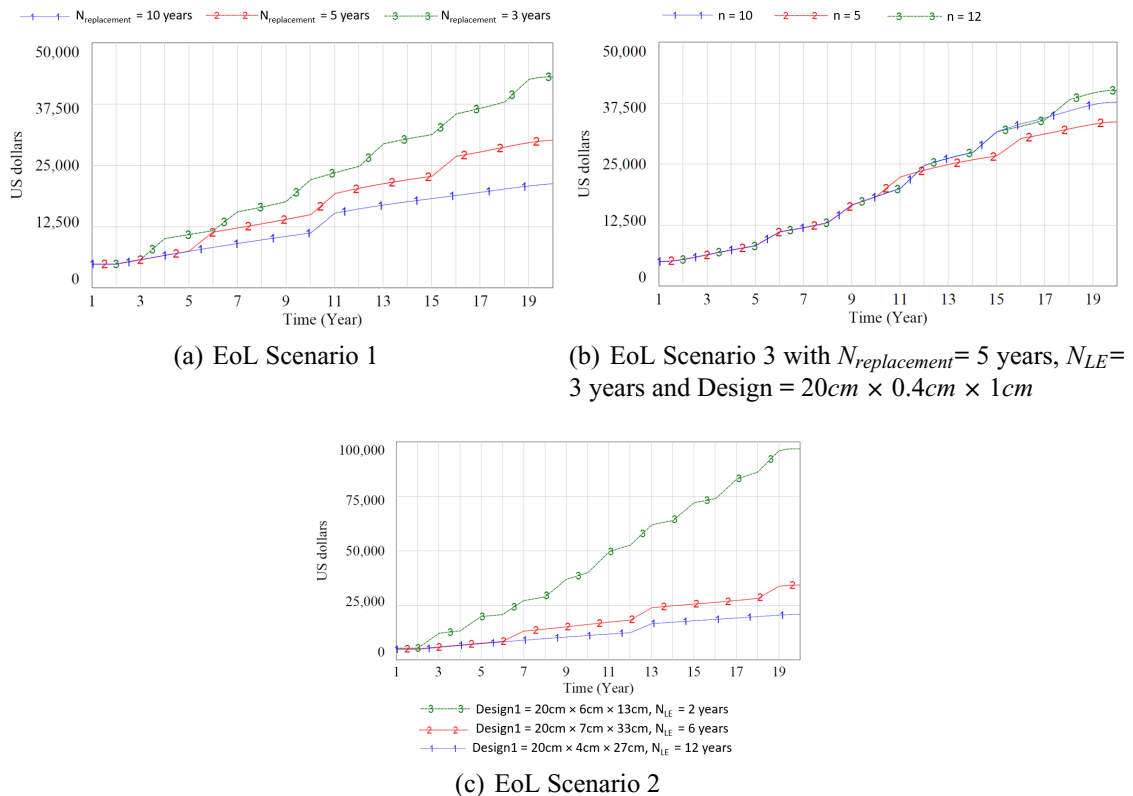 N_replacement = 10 years N_replacement = 5 years N_replacement = 3 years
50,000
37,500
25,000
12,500
0
US dollars
1 3 5 7 9 11 13 15 17 19
Time (Year)
(a) EoL Scenario 1
n = 10 n = 5 n = 12
50,000
37,500
25,000
12,500
0
US dollars
1 3 5 7 9 11 13 15 17 19
Time (Year)
(b) EoL Scenario 3 with N_replacement= 5 years, N_LE=
3 years and Design = 20cm × 0.4cm × 1cm
100,000
75,000
50,000
25,000
0
US dollars
1 3 5 7 9 11 13 15 17 19
Time (Year)
Design1 = 20cm × 6cm × 13cm, N_LE = 2 years
Design1 = 20cm × 7cm × 33cm, N_LE = 6 years
Design1 = 20cm × 4cm × 27cm, N_LE = 12 years
(c) EoL Scenario 2